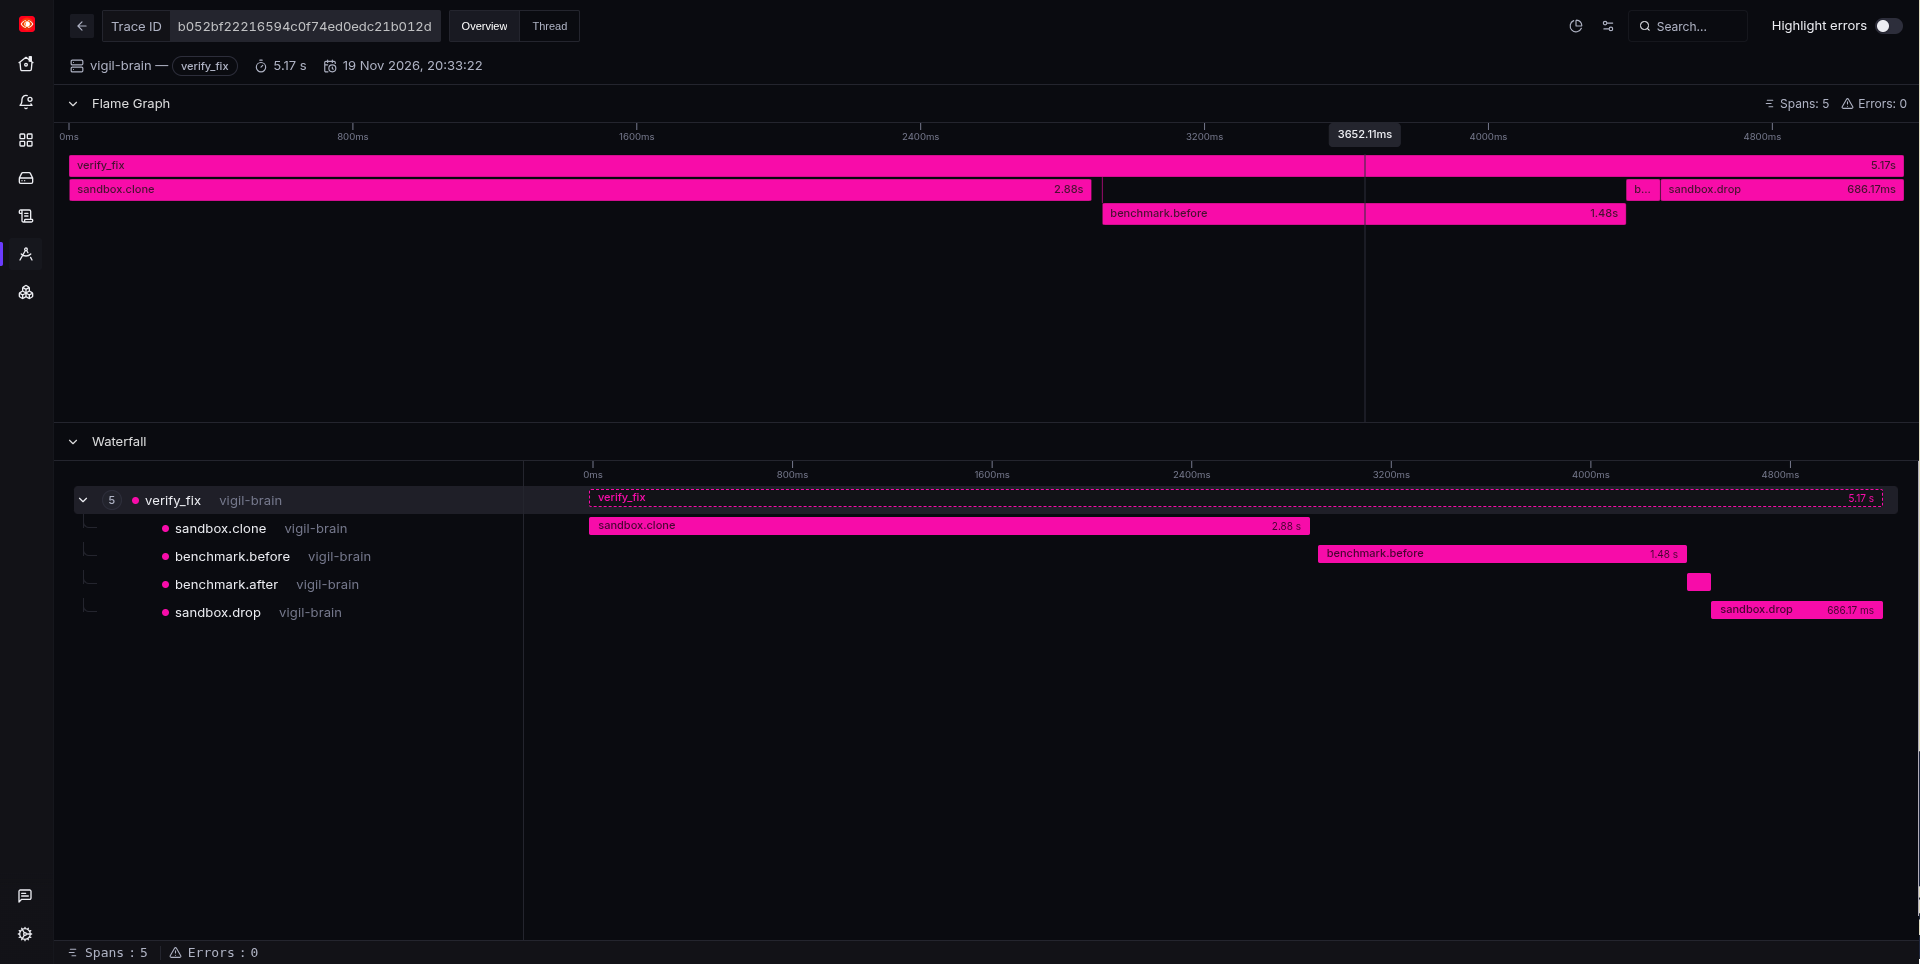 Trace ID b052bf22216594c0f74ed0edc21b012d Overview Thread Search... Highlight errors
vigil-brain — verify_fix 5.17 s 19 Nov 2026, 20:33:22
Flame Graph Spans: 5 Errors: 0
0ms 800ms 1600ms 2400ms 3200ms 3652.11ms 4000ms 4800ms
verify_fix 5.17s
sandbox.clone 2.88s b... sandbox.drop 686.17ms
benchmark.before 1.48s
Waterfall
0ms 800ms 1600ms 2400ms 3200ms 4000ms 4800ms
5 verify_fix vigil-brain verify_fix 5.17 s
sandbox.clone vigil-brain sandbox.clone 2.88 s
benchmark.before vigil-brain benchmark.before 1.48 s
benchmark.after vigil-brain
sandbox.drop vigil-brain sandbox.drop 686.17 ms
Spans : 5 Errors : 0